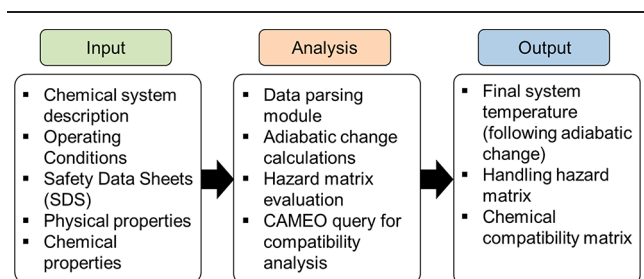 Input
Chemical system
description
Operating
Conditions
Safety Data Sheets
(SDS)
Physical properties
Chemical
properties
Analysis
Data parsing
module
Adiabatic change
calculations
Hazard matrix
evaluation
CAMEO query for
compatibility
analysis
Output
Final system
temperature
(following adiabatic
change)
Handling hazard
matrix
Chemical
compatibility matrix